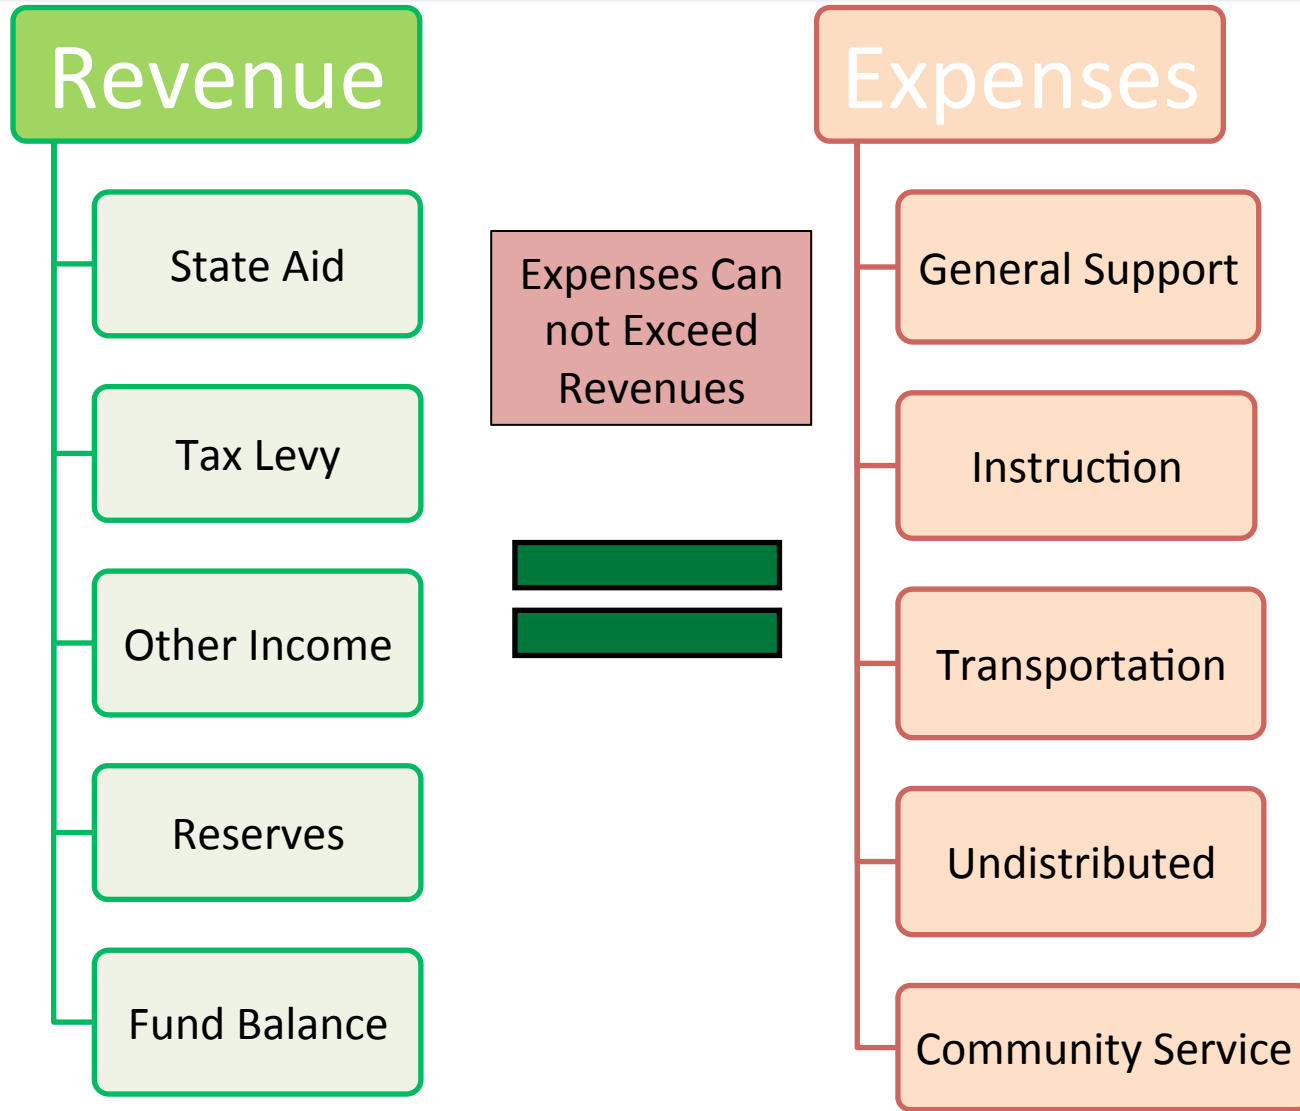 Revenue
State Aid
Tax Levy
Other Income
Reserves
Fund Balance
Expenses Can
not Exceed
Revenues
Expenses
General Support
Instruction
Transportation
Undistributed
Community Service